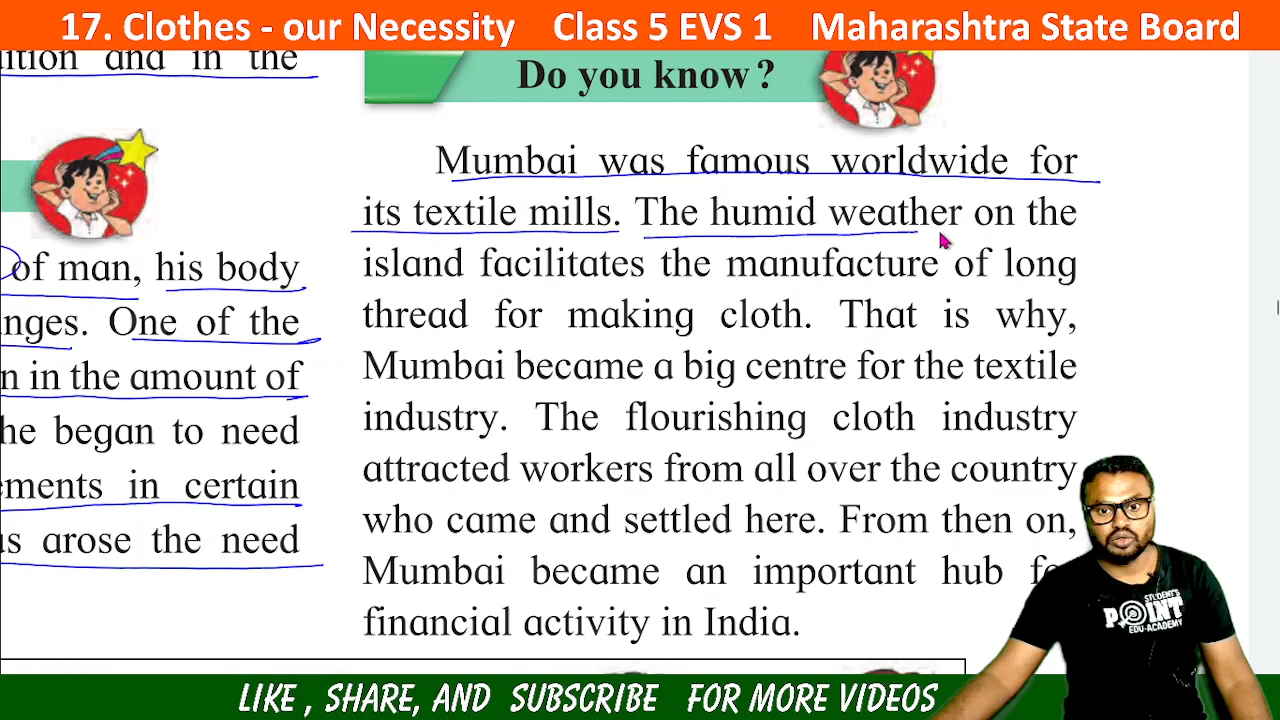 17. Clothes - our Necessity Class 5 EVS 1 Maharashtra State Board
and in the
of man, his body
One of the
in in the amount of
he began to need
in certain
arose the need
Do you know?
Mumbai was famous worldwide for
its textile mills. The humid weather on the
island facilitates the manufacture of long
thread for making cloth. That is why,
Mumbai became a big centre for the textile
industry. The flourishing cloth industry
attracted workers from all over the country
who came and settled here. From then on,
Mumbai became an important hub
financial activity in India.
STUDENT'S
POINT
EDU-ACADEMY
LIKE , SHARE, AND SUBSCRIBE FOR MORE VIDEOS